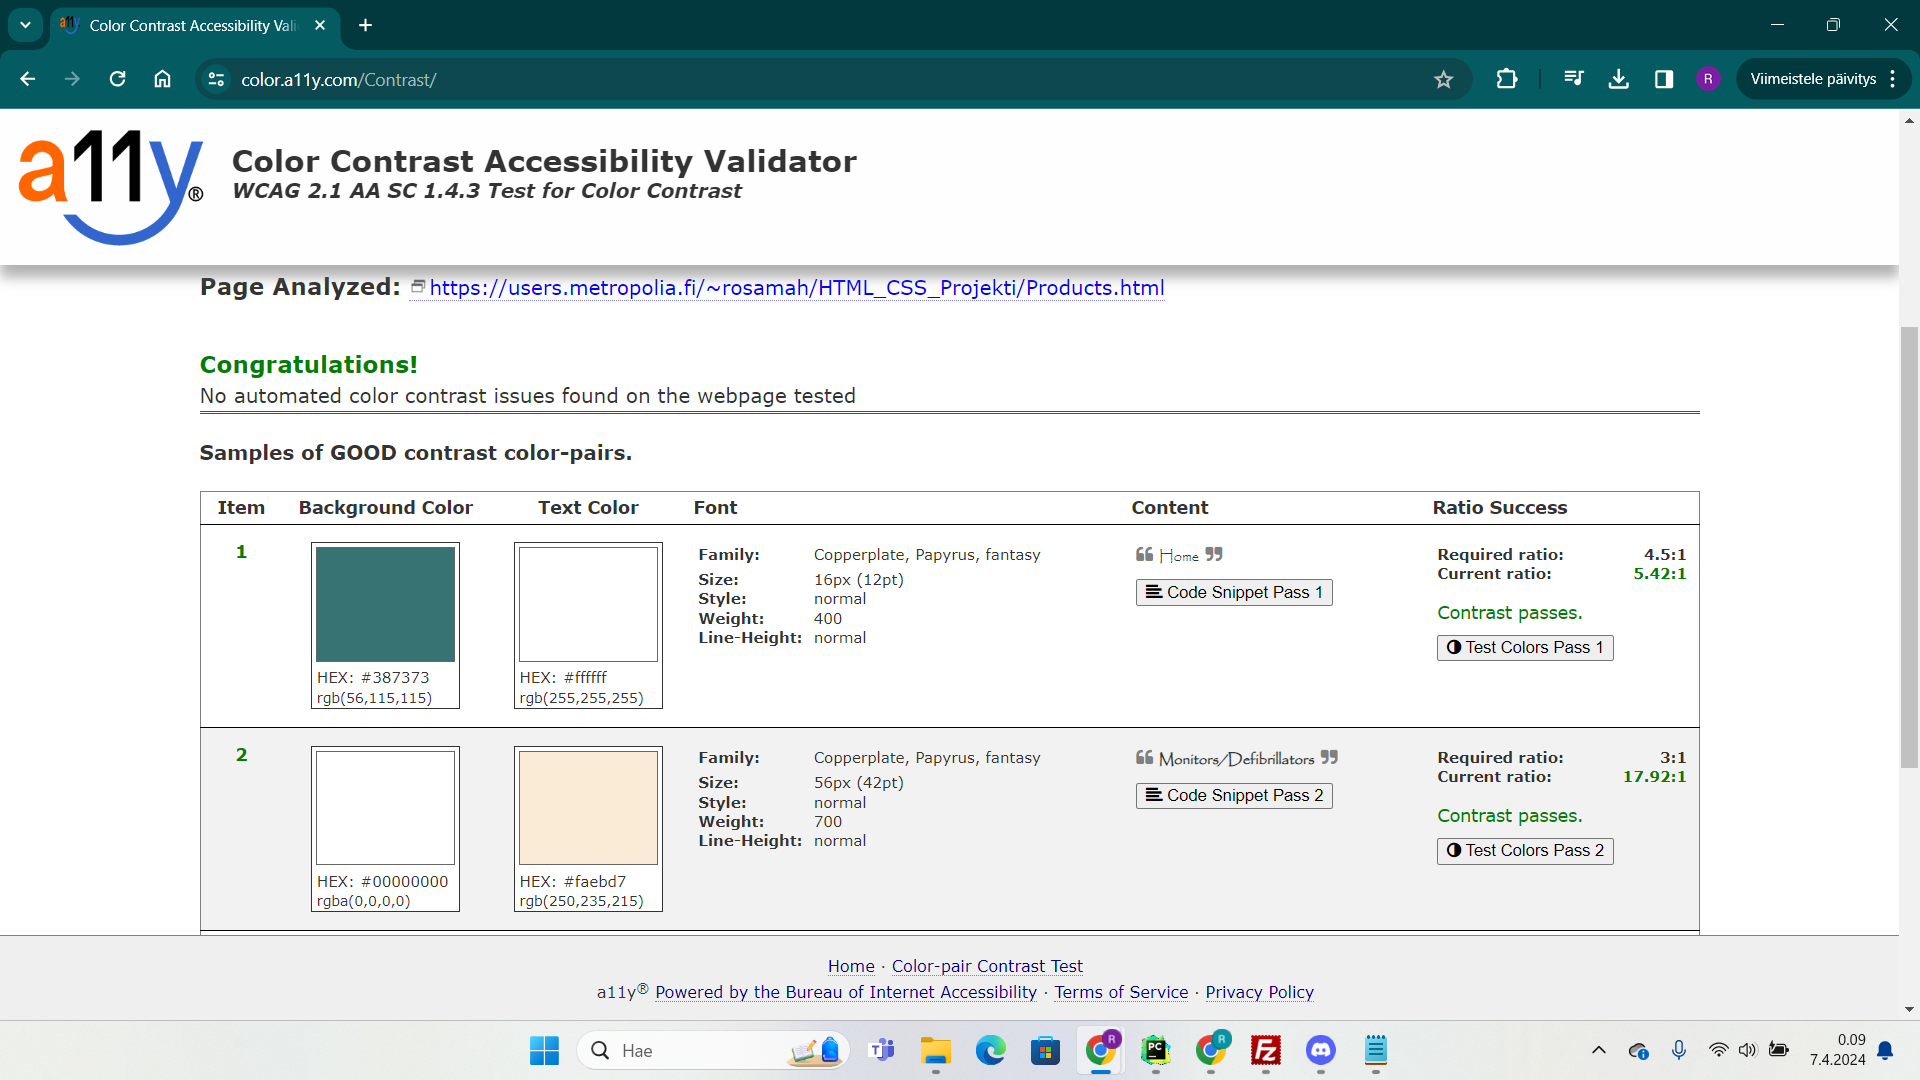 Color Contrast Accessibility Vali
color.a11y.com/Contrast/
R
Viimeistele päivitys
a11y®
Color Contrast Accessibility Validator
WCAG 2.1 AA SC 1.4.3 Test for Color Contrast
Page Analyzed: https://users.metropolia.fi/~rosamah/HTML_CSS_Projekti/Products.html
Congratulations!
No automated color contrast issues found on the webpage tested
Samples of GOOD contrast color-pairs.
Item Background Color Text Color Font Content Ratio Success
1
HEX: #387373
rgb(56,115,115)
HEX: #ffffff
rgb(255,255,255)
Family: Copperplate, Papyrus, fantasy
Size: 16px (12pt)
Style: normal
Weight: 400
Line-Height: normal
❝ Home ❞
Code Snippet Pass 1
Required ratio: 4.5:1
Current ratio: 5.42:1
Contrast passes.
Test Colors Pass 1
2
HEX: #00000000
rgba(0,0,0,0)
HEX: #faebd7
rgb(250,235,215)
Family: Copperplate, Papyrus, fantasy
Size: 56px (42pt)
Style: normal
Weight: 700
Line-Height: normal
❝ Monitors/Defibrillators ❞
Code Snippet Pass 2
Required ratio: 3:1
Current ratio: 17.92:1
Contrast passes.
Test Colors Pass 2
Home · Color-pair Contrast Test
a11y® Powered by the Bureau of Internet Accessibility · Terms of Service · Privacy Policy
Hae
0.09
7.4.2024